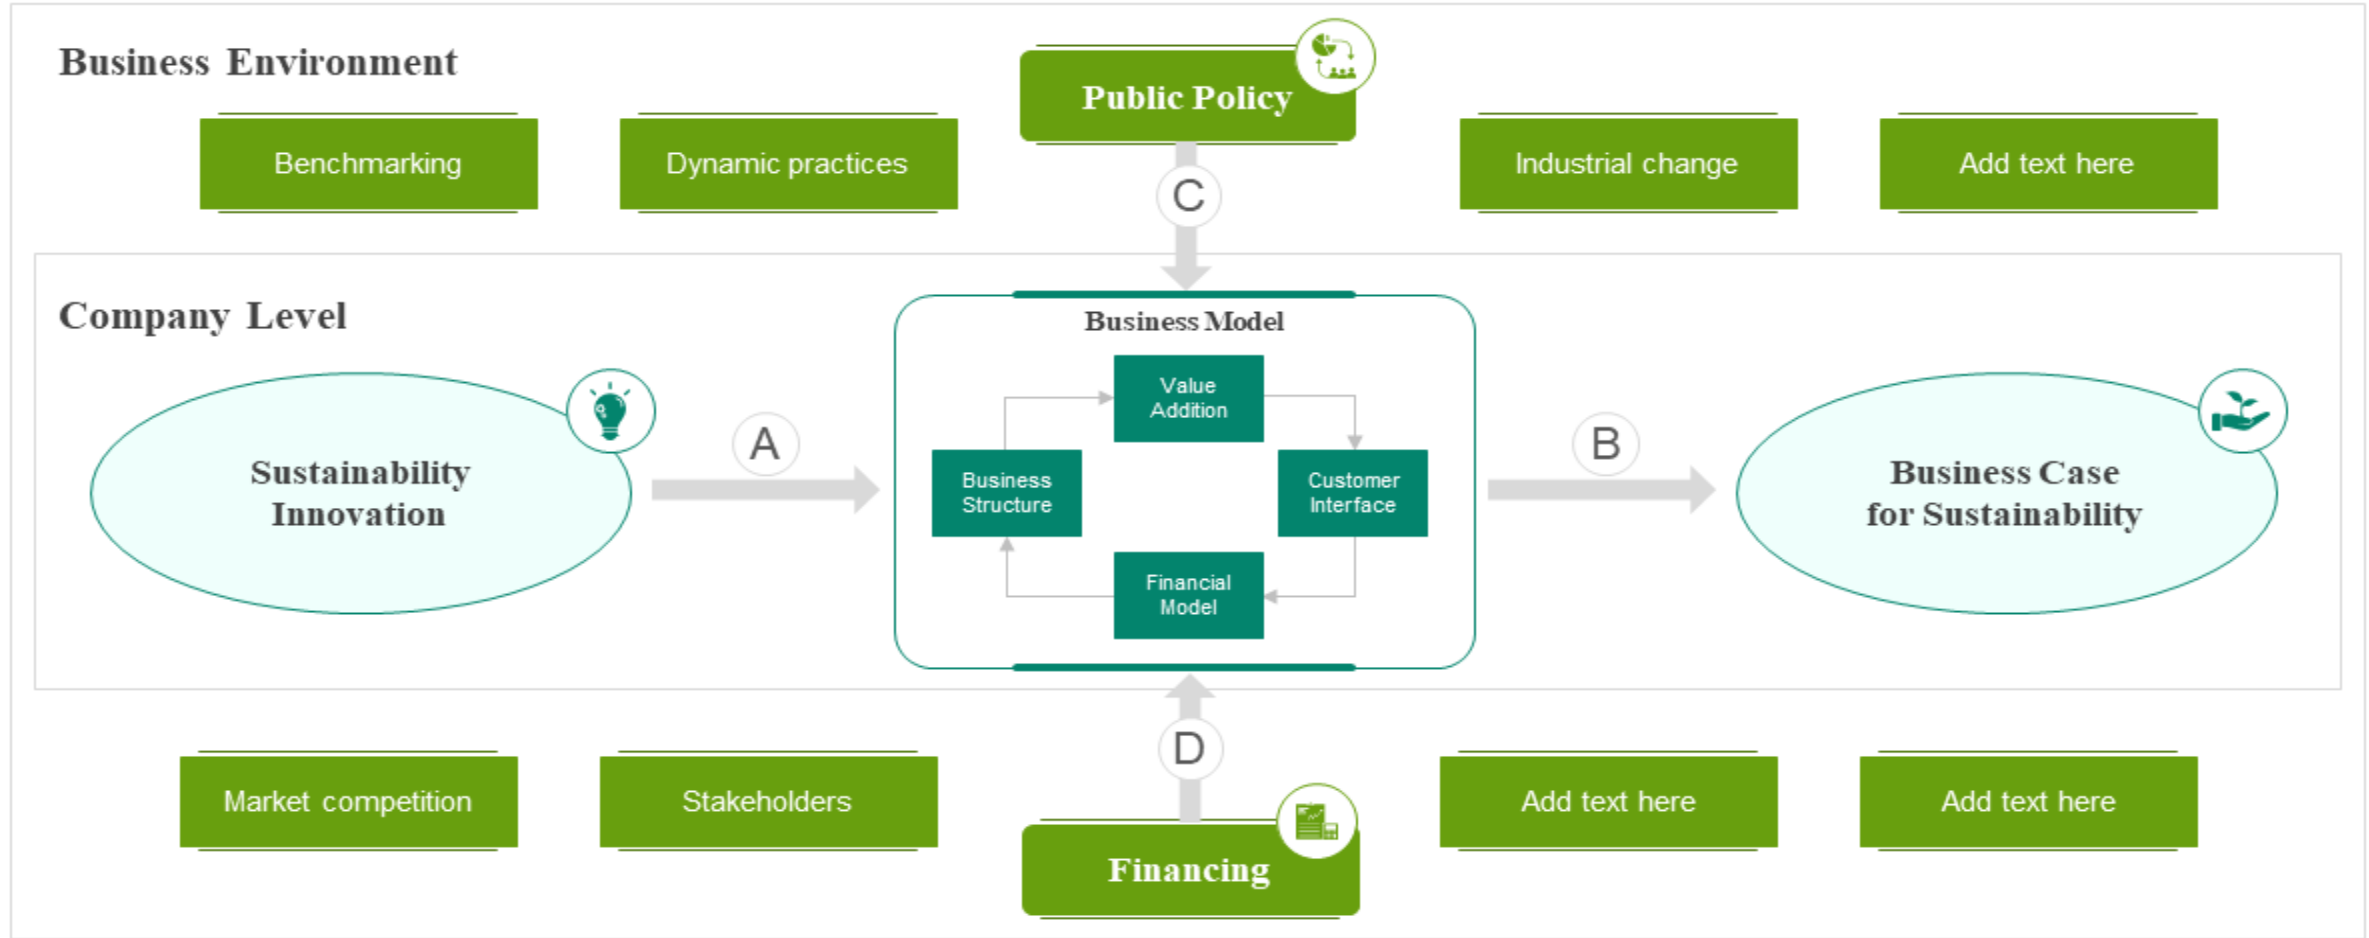 Business Environment
Public Policy
Benchmarking
Dynamic practices
Industrial change
Add text here
C
Company Level
Business Model
Value
Addition
A
B
Sustainability
Innovation
Business
Structure
Customer
Interface
Business Case
for Sustainability
Financial
Model
D
Market competition
Stakeholders
Add text here
Add text here
Financing